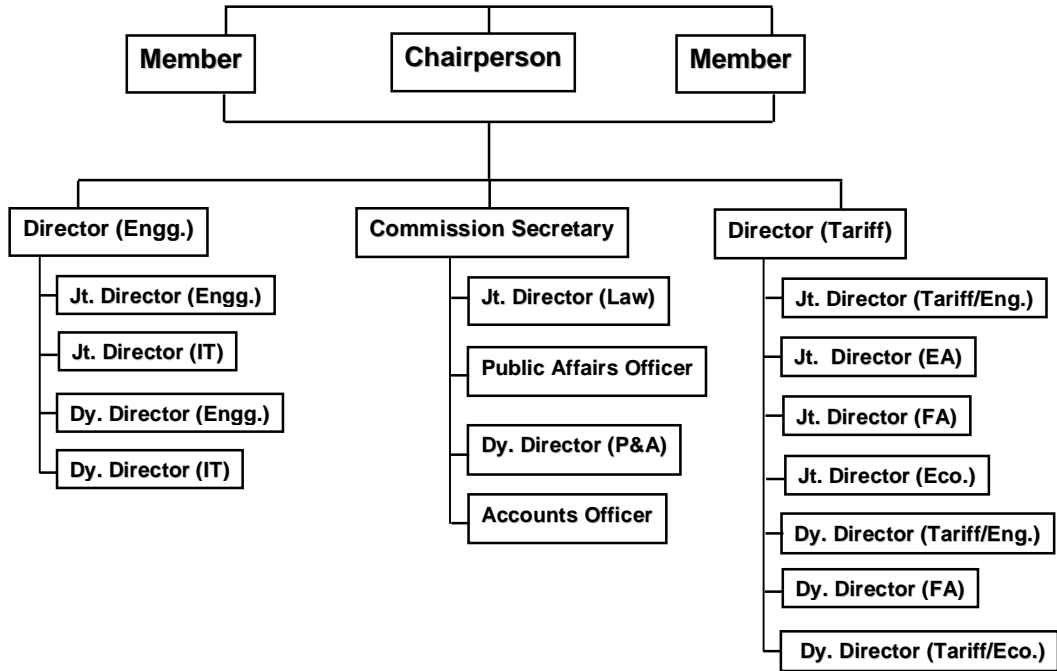 Member
Chairperson
Member
Director (Engg.)
Jt. Director (Engg.)
Jt. Director (IT)
Dy. Director (Engg.)
Dy. Director (IT)
Commission Secretary
Jt. Director (Law)
Public Affairs Officer
Dy. Director (P&A)
Accounts Officer
Director (Tariff)
Jt. Director (Tariff/Eng.)
Jt. Director (EA)
Jt. Director (FA)
Jt. Director (Eco.)
Dy. Director (Tariff/Eng.)
Dy. Director (FA)
Dy. Director (Tariff/Eco.)